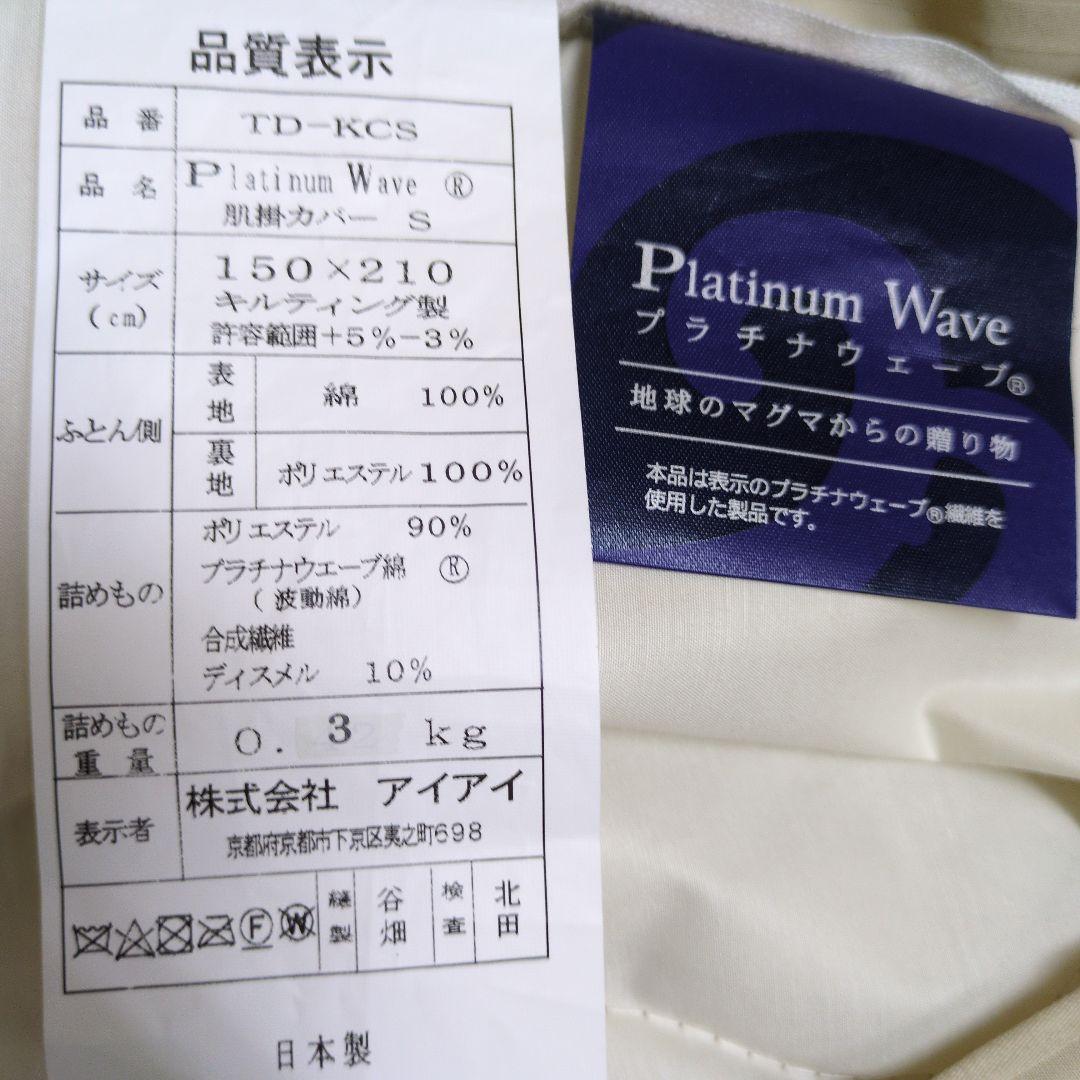 品質表示
品番 TD-KCS
品名 Platinum Wave ®
肌掛カバー S
サイズ(cm) 150×210
キルティング製
許容範囲+5%-3%
ふとん側
表地 綿 100%
裏地 ポリエステル100%
詰めもの
ポリエステル 90%
プラチナウエーブ綿 ®
(波動綿)
合成繊維
ディスメル 10%
詰めもの重量 0.3 kg
表示者
株式会社 アイアイ
京都府京都市下京区夷之町698
F W 縫製 谷畑 検査 北田
日本製
Platinum Wave
プラチナウェーブ®
地球のマグマからの贈り物
本品は表示のプラチナウェーブ®繊維を
使用した製品です。